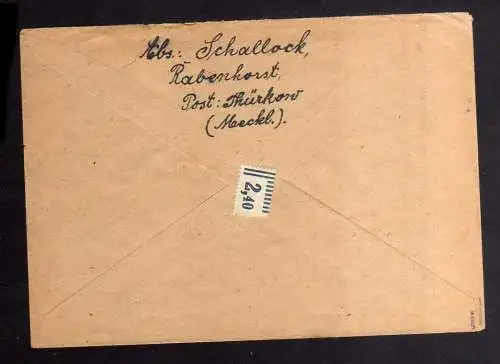 Abs.: Schallock,
Rabenhorst,
Post: Thürkow
(Meckl.).
2,40